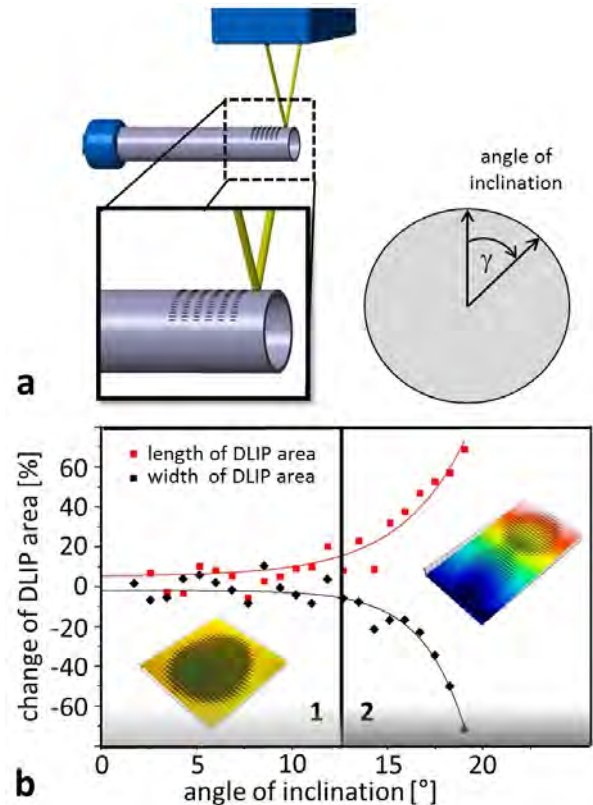 angle of
inclination
γ
a
length of DLIP area
width of DLIP area
change of DLIP area [%]
60
40
20
0
-20
-40
-60
1
2
0
5
10
15
20
angle of inclination [°]
b